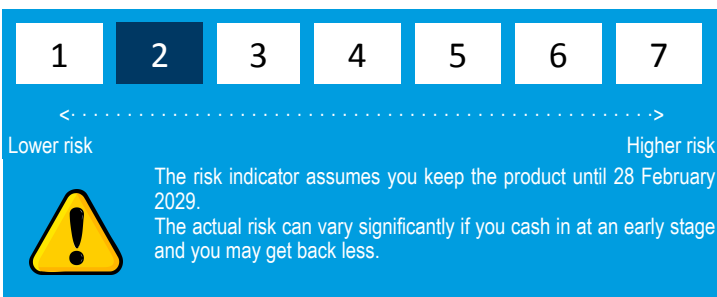 1 2 3 4 5 6 7
<· · · · · · · · · · · · · · · · · · · · · · · · · · · · · · · · · · · · · · · · · · · · · · · · · · · · · ·>
Lower risk Higher risk
The risk indicator assumes you keep the product until 28 February
2029.
The actual risk can vary significantly if you cash in at an early stage
and you may get back less.